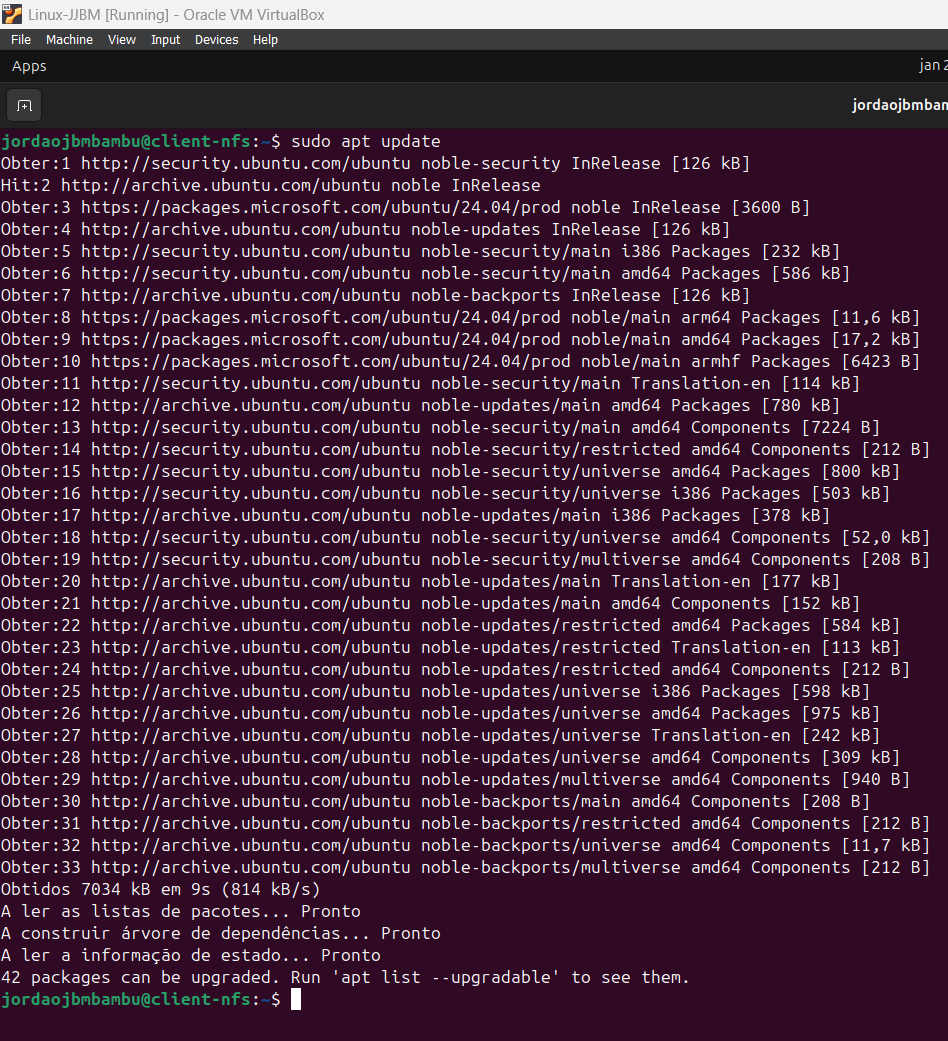 Linux-JJBM [Running] - Oracle VM VirtualBox
File Machine View Input Devices Help
Apps jan 2
jordaojbmbam
jordaojbmbambu@client-nfs:~$ sudo apt update
Obter:1 http://security.ubuntu.com/ubuntu noble-security InRelease [126 kB]
Hit:2 http://archive.ubuntu.com/ubuntu noble InRelease
Obter:3 https://packages.microsoft.com/ubuntu/24.04/prod noble InRelease [3600 B]
Obter:4 http://archive.ubuntu.com/ubuntu noble-updates InRelease [126 kB]
Obter:5 http://security.ubuntu.com/ubuntu noble-security/main i386 Packages [232 kB]
Obter:6 http://security.ubuntu.com/ubuntu noble-security/main amd64 Packages [586 kB]
Obter:7 http://archive.ubuntu.com/ubuntu noble-backports InRelease [126 kB]
Obter:8 https://packages.microsoft.com/ubuntu/24.04/prod noble/main arm64 Packages [11,6 kB]
Obter:9 https://packages.microsoft.com/ubuntu/24.04/prod noble/main amd64 Packages [17,2 kB]
Obter:10 https://packages.microsoft.com/ubuntu/24.04/prod noble/main armhf Packages [6423 B]
Obter:11 http://security.ubuntu.com/ubuntu noble-security/main Translation-en [114 kB]
Obter:12 http://archive.ubuntu.com/ubuntu noble-updates/main amd64 Packages [780 kB]
Obter:13 http://security.ubuntu.com/ubuntu noble-security/main amd64 Components [7224 B]
Obter:14 http://security.ubuntu.com/ubuntu noble-security/restricted amd64 Components [212 B]
Obter:15 http://security.ubuntu.com/ubuntu noble-security/universe amd64 Packages [800 kB]
Obter:16 http://security.ubuntu.com/ubuntu noble-security/universe i386 Packages [503 kB]
Obter:17 http://archive.ubuntu.com/ubuntu noble-updates/main i386 Packages [378 kB]
Obter:18 http://security.ubuntu.com/ubuntu noble-security/universe amd64 Components [52,0 kB]
Obter:19 http://security.ubuntu.com/ubuntu noble-security/multiverse amd64 Components [208 B]
Obter:20 http://archive.ubuntu.com/ubuntu noble-updates/main Translation-en [177 kB]
Obter:21 http://archive.ubuntu.com/ubuntu noble-updates/main amd64 Components [152 kB]
Obter:22 http://archive.ubuntu.com/ubuntu noble-updates/restricted amd64 Packages [584 kB]
Obter:23 http://archive.ubuntu.com/ubuntu noble-updates/restricted Translation-en [113 kB]
Obter:24 http://archive.ubuntu.com/ubuntu noble-updates/restricted amd64 Components [212 B]
Obter:25 http://archive.ubuntu.com/ubuntu noble-updates/universe i386 Packages [598 kB]
Obter:26 http://archive.ubuntu.com/ubuntu noble-updates/universe amd64 Packages [975 kB]
Obter:27 http://archive.ubuntu.com/ubuntu noble-updates/universe Translation-en [242 kB]
Obter:28 http://archive.ubuntu.com/ubuntu noble-updates/universe amd64 Components [309 kB]
Obter:29 http://archive.ubuntu.com/ubuntu noble-updates/multiverse amd64 Components [940 B]
Obter:30 http://archive.ubuntu.com/ubuntu noble-backports/main amd64 Components [208 B]
Obter:31 http://archive.ubuntu.com/ubuntu noble-backports/restricted amd64 Components [212 B]
Obter:32 http://archive.ubuntu.com/ubuntu noble-backports/universe amd64 Components [11,7 kB]
Obter:33 http://archive.ubuntu.com/ubuntu noble-backports/multiverse amd64 Components [212 B]
Obtidos 7034 kB em 9s (814 kB/s)
A ler as listas de pacotes... Pronto
A construir árvore de dependências... Pronto
A ler a informação de estado... Pronto
42 packages can be upgraded. Run 'apt list --upgradable' to see them.
jordaojbmbambu@client-nfs:~$